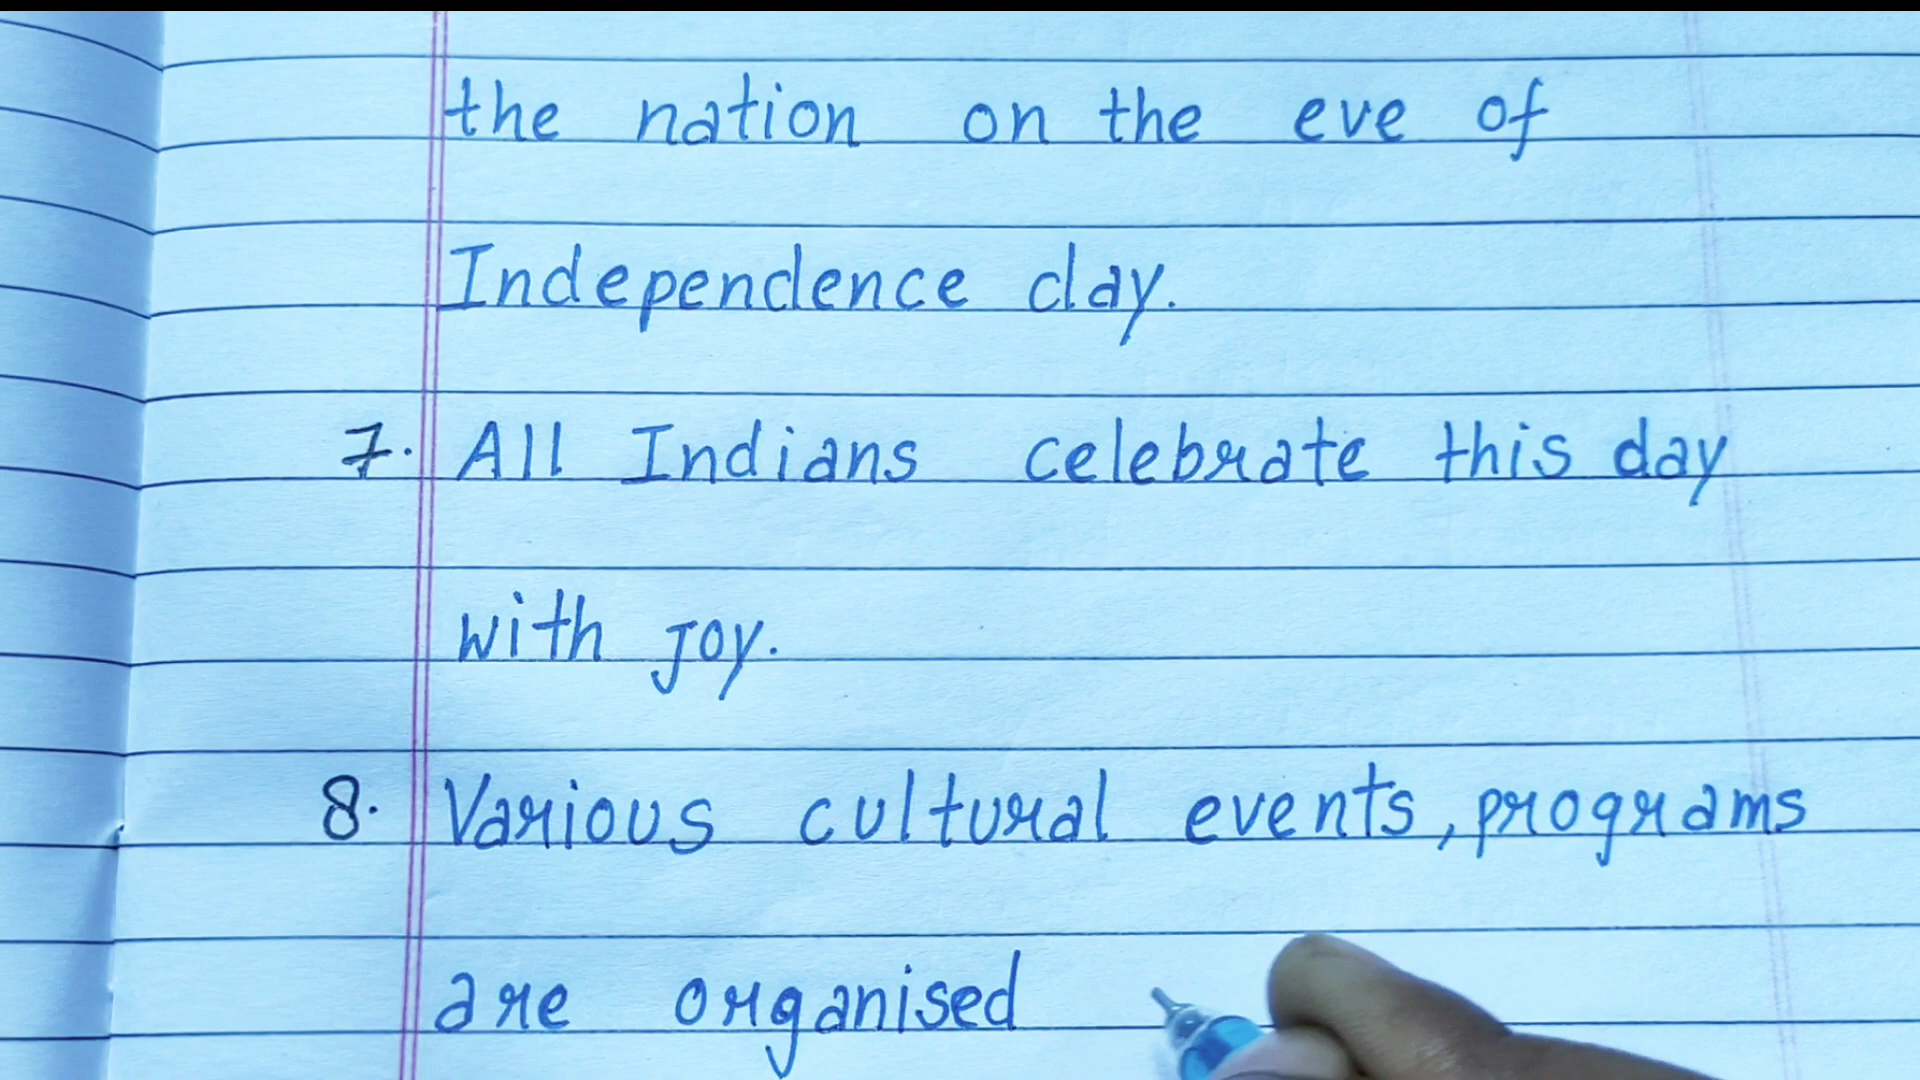 the nation on the eve of
Independence day.
7. All Indians celebrate this day
with joy.
8. Various cultural events, programs
are organised